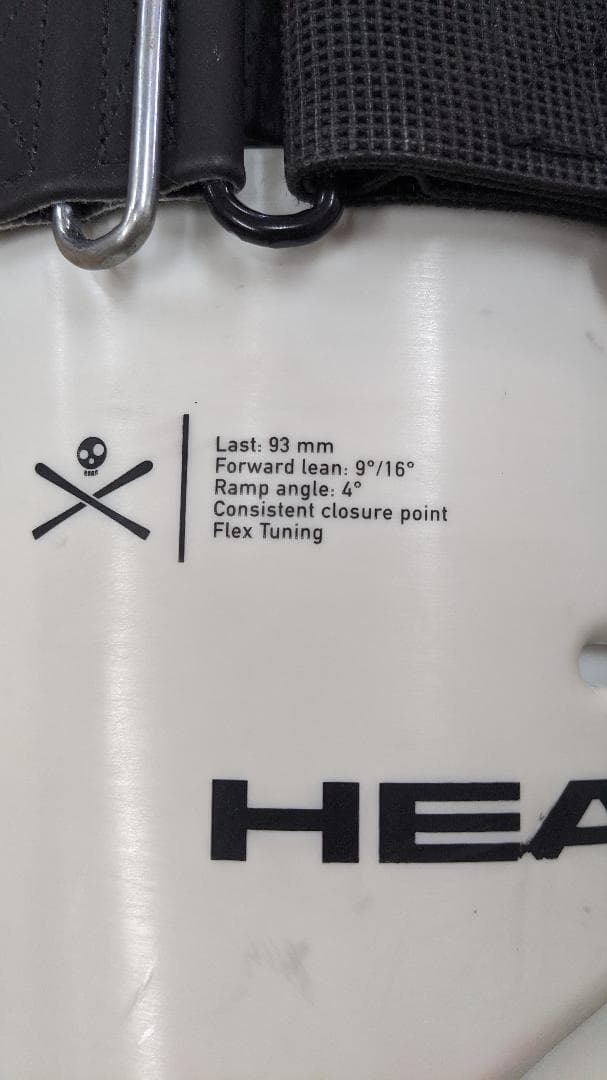 Last: 93 mm
Forward lean: 9°/16°
Ramp angle: 4°
Consistent closure point
Flex Tuning
HEA